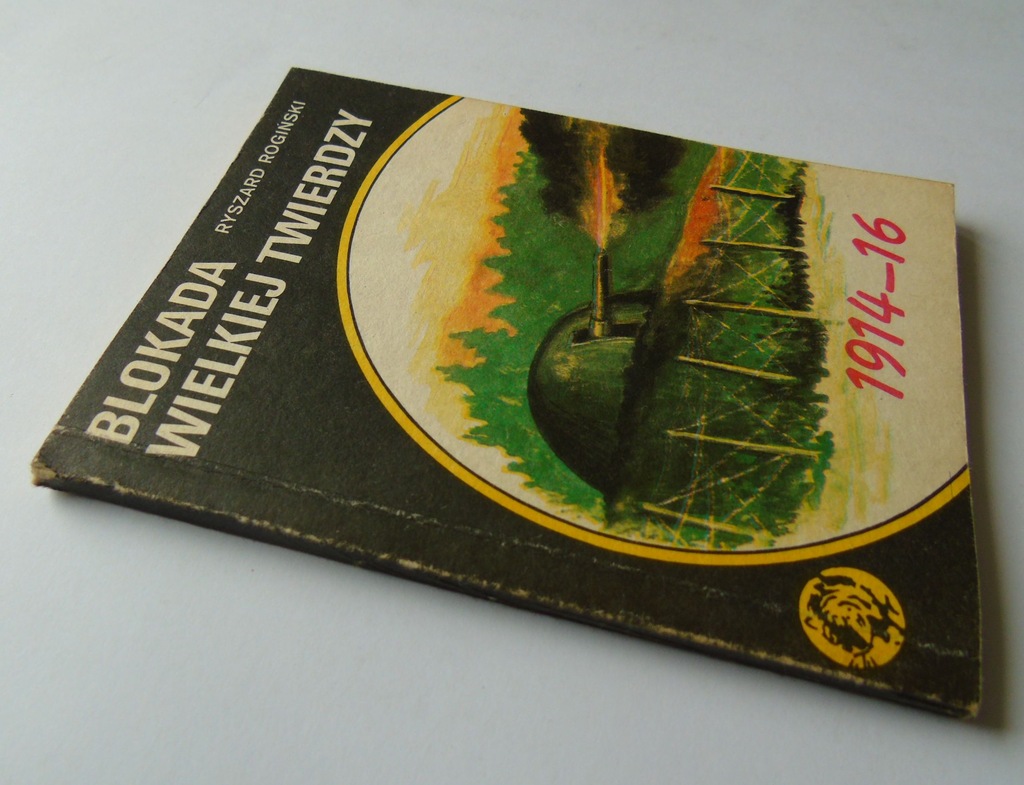 RYSZARD ROGIŃSKI
BLOKADA
WIELKIEJ TWIERDZY
1914–16